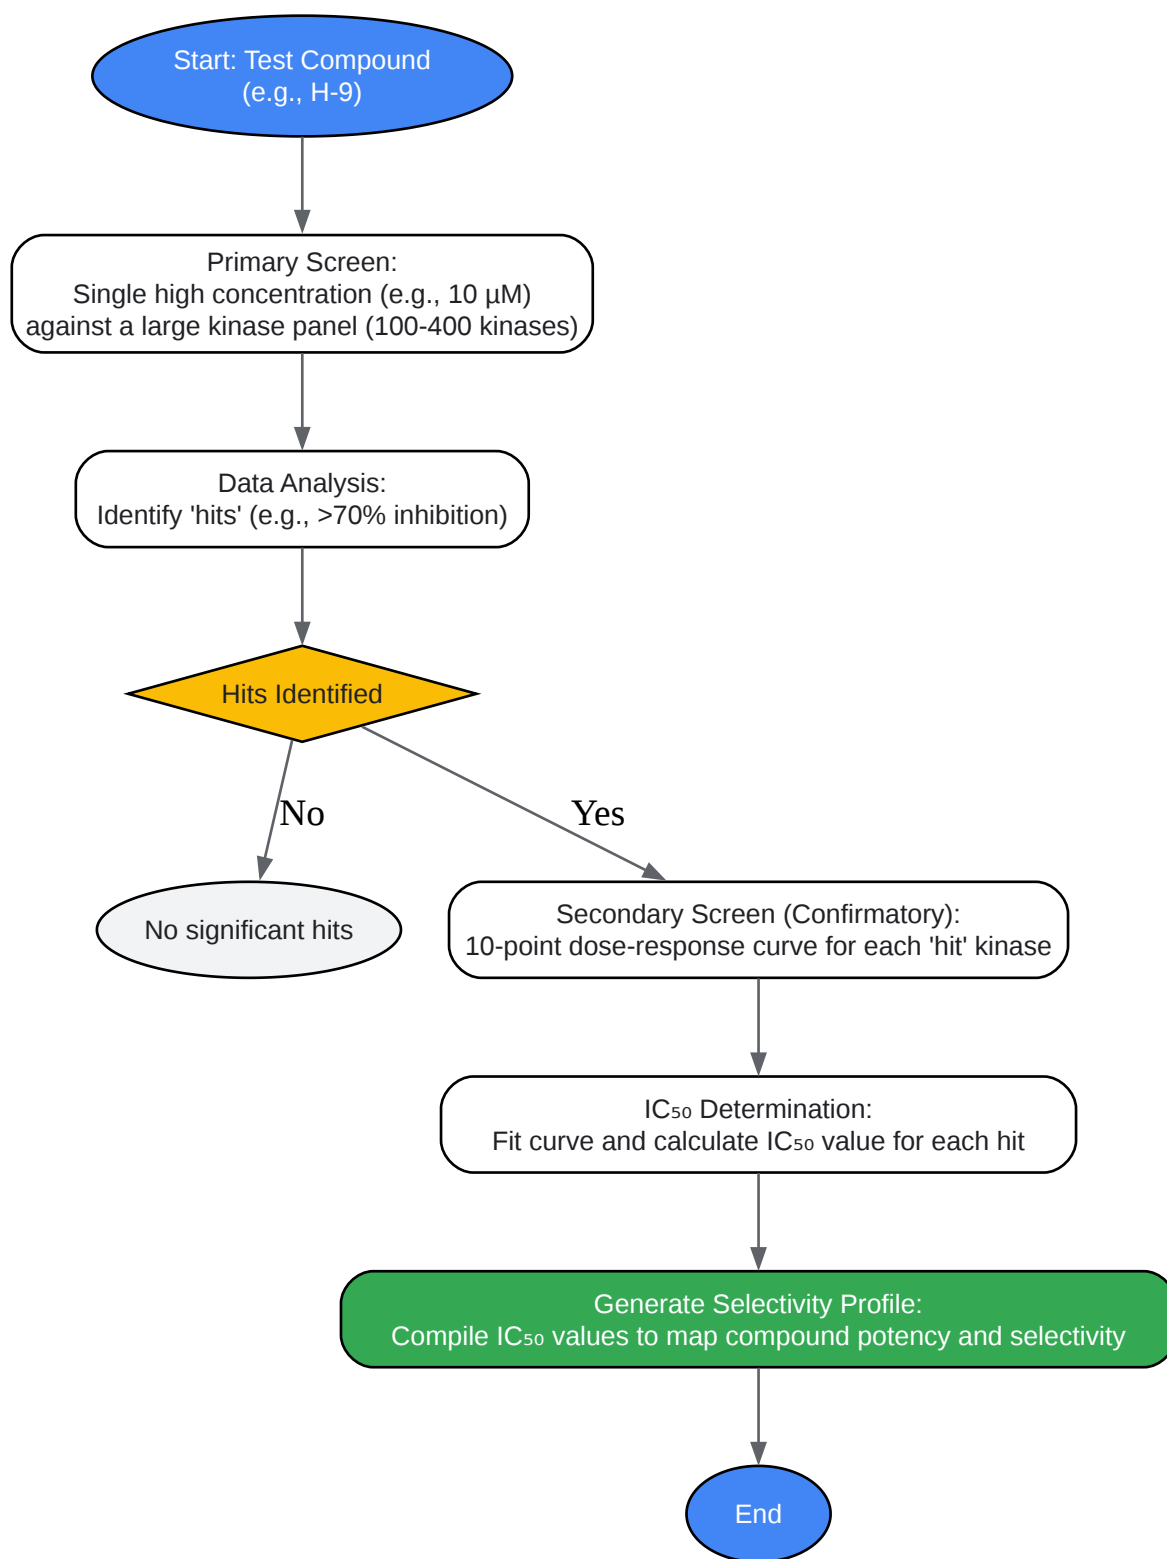 Start: Test Compound
(e.g., H-9)
Primary Screen:
Single high concentration (e.g., 10 µM)
against a large kinase panel (100-400 kinases)
Data Analysis:
Identify 'hits' (e.g., >70% inhibition)
Hits Identified
No
Yes
No significant hits
Secondary Screen (Confirmatory):
10-point dose-response curve for each 'hit' kinase
IC₅₀ Determination:
Fit curve and calculate IC₅₀ value for each hit
Generate Selectivity Profile:
Compile IC₅₀ values to map compound potency and selectivity
End